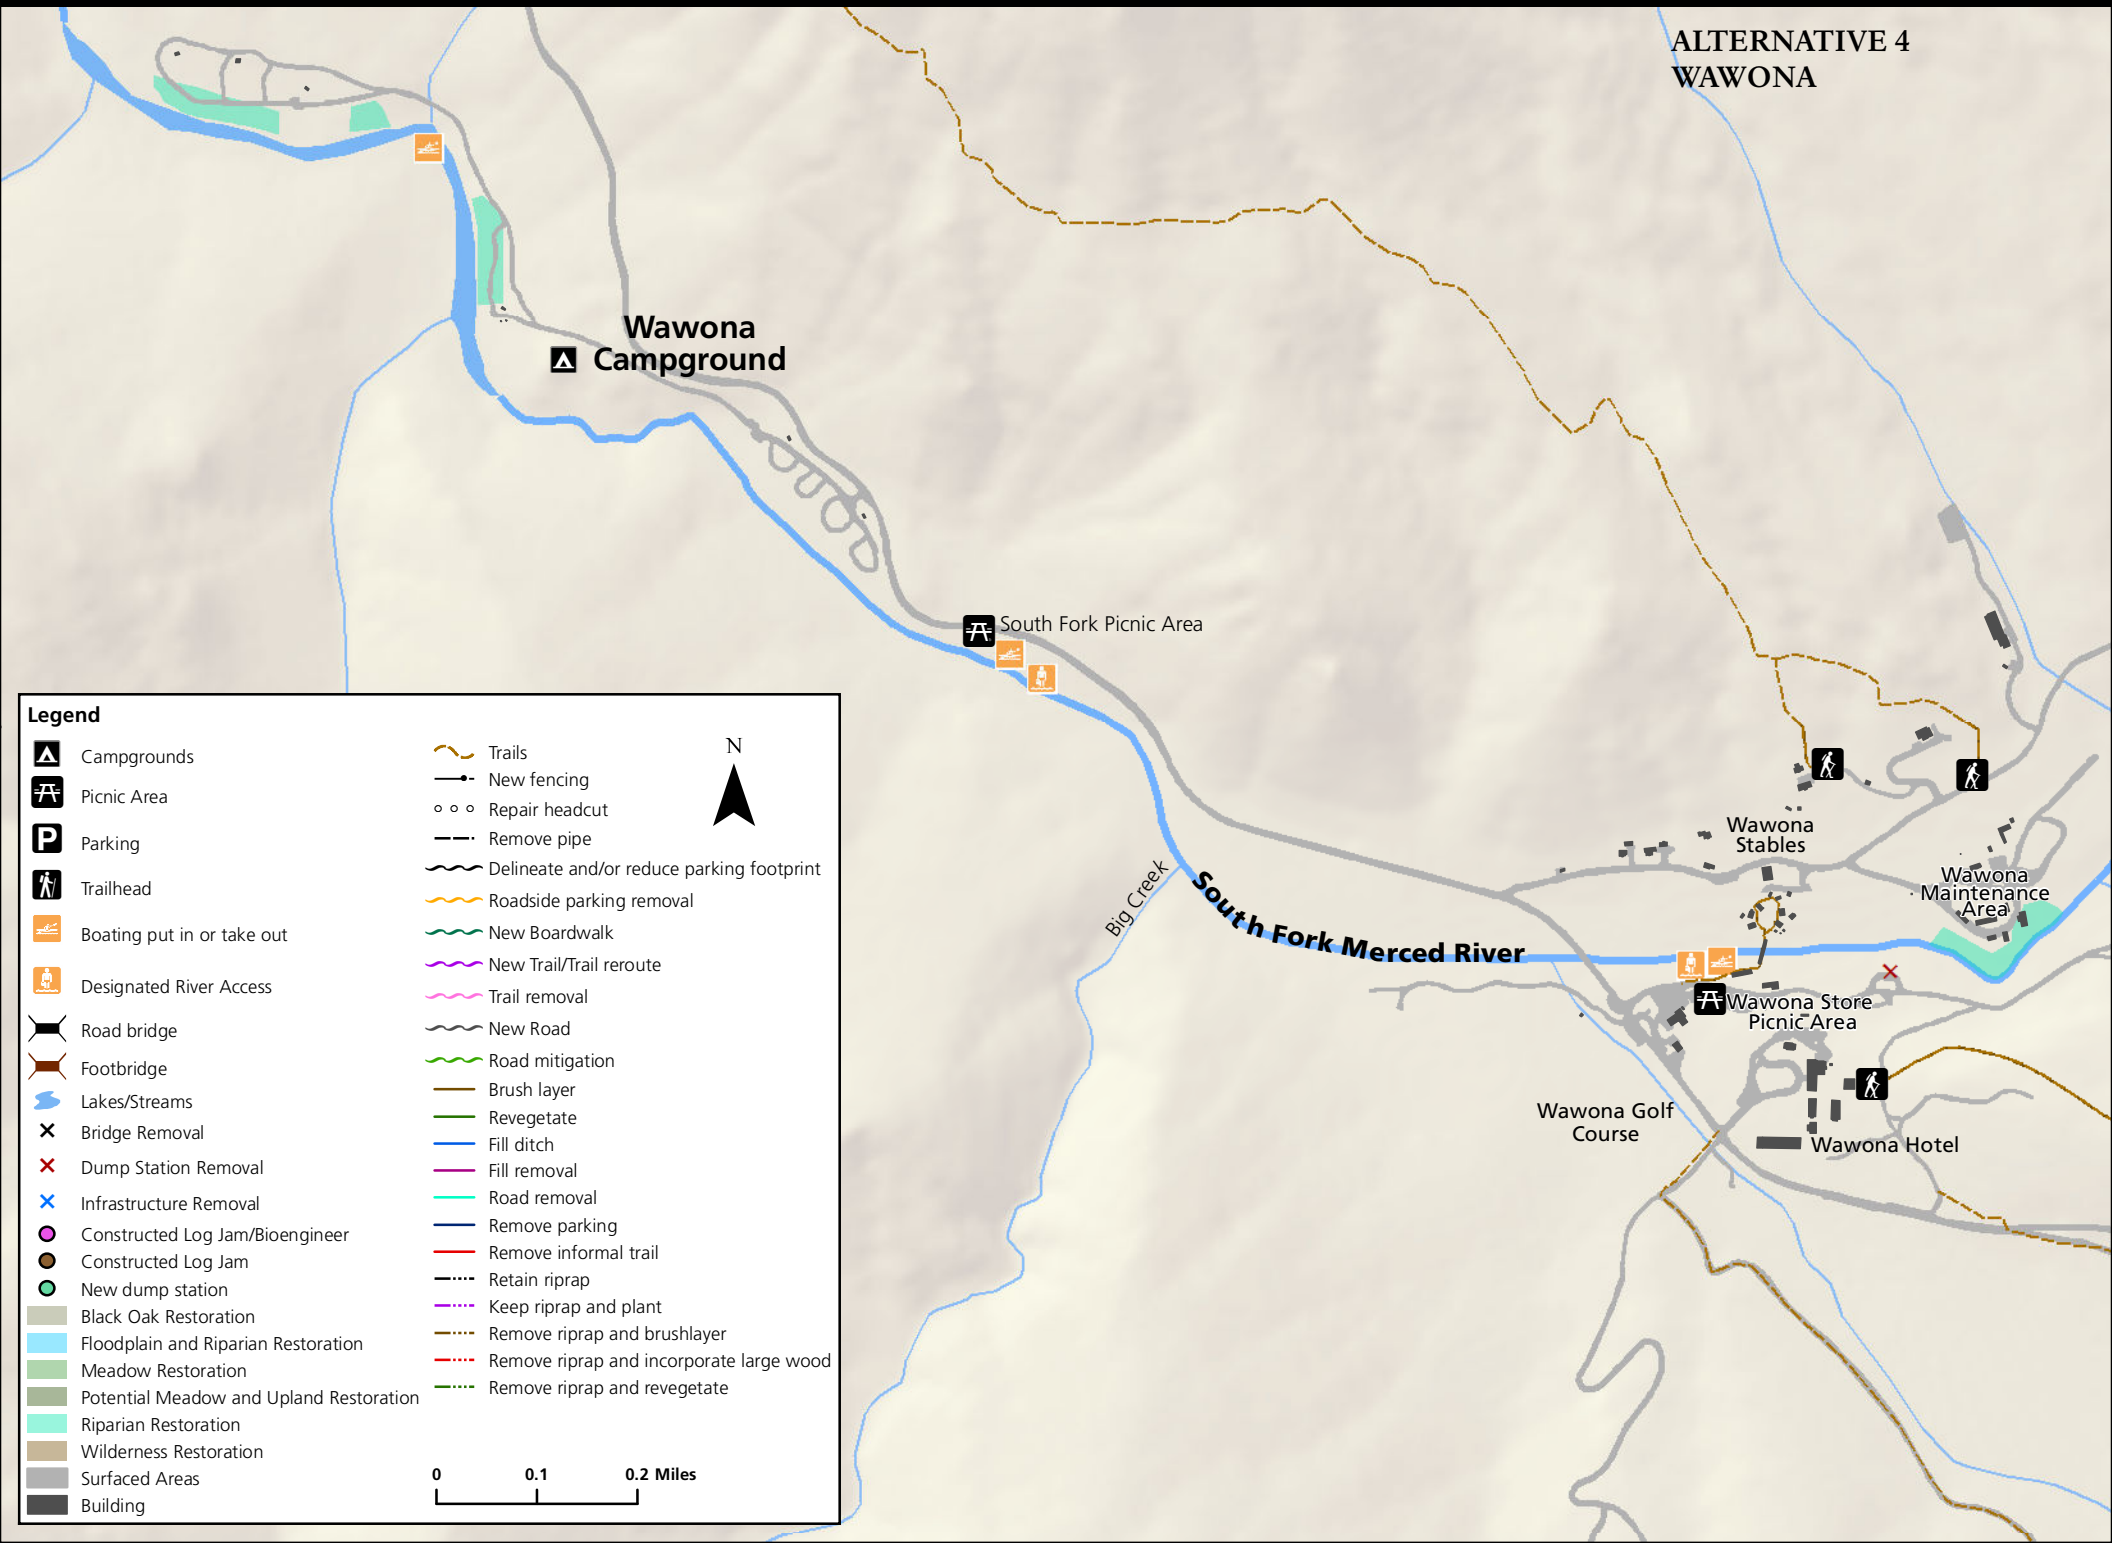 ALTERNATIVE 4
WAWONA
Wawona
Campground
South Fork Picnic Area
Wawona
Stables
Wawona
Maintenance
Area
Big Creek
South Fork Merced River
Wawona Store
Picnic Area
Wawona Golf
Course
Wawona Hotel
Legend
Campgrounds
Picnic Area
P
Parking
Trailhead
Boating put in or take out
Designated River Access
Road bridge
Footbridge
Lakes/Streams
Bridge Removal
Dump Station Removal
Infrastructure Removal
Constructed Log Jam/Bioengineer
Constructed Log Jam
New dump station
Black Oak Restoration
Floodplain and Riparian Restoration
Meadow Restoration
Potential Meadow and Upland Restoration
Riparian Restoration
Wilderness Restoration
Surfaced Areas
Building
Trails
New fencing
Repair headcut
Remove pipe
Delineate and/or reduce parking footprint
Roadside parking removal
New Boardwalk
New Trail/Trail reroute
Trail removal
New Road
Road mitigation
Brush layer
Revegetate
Fill ditch
Fill removal
Road removal
Remove parking
Remove informal trail
Retain riprap
Keep riprap and plant
Remove riprap and brushlayer
Remove riprap and incorporate large wood
Remove riprap and revegetate
N
0 0.1 0.2 Miles